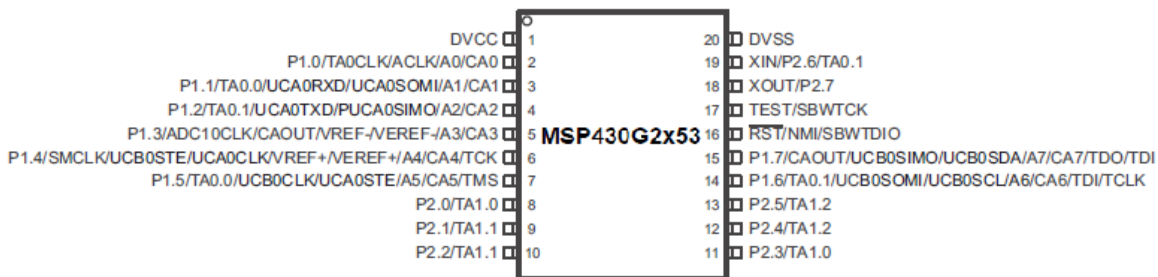 DVCC 1 20 DVSS
P1.0/TA0CLK/ACLK/A0/CA0 2 19 XIN/P2.6/TA0.1
P1.1/TA0.0/UCA0RXD/UCA0SOMI/A1/CA1 3 18 XOUT/P2.7
P1.2/TA0.1/UCA0TXD/PUCA0SIMO/A2/CA2 4 17 TEST/SBWTCK
P1.3/ADC10CLK/CAOUT/VREF-/VEREF-/A3/CA3 5 MSP430G2x53 16 RST/NMI/SBWTDIO
P1.4/SMCLK/UCB0STE/UCA0CLK/VREF+/VEREF+/A4/CA4/TCK 6 15 P1.7/CAOUT/UCB0SIMO/UCB0SDA/A7/CA7/TDO/TDI
P1.5/TA0.0/UCB0CLK/UCA0STE/A5/CA5/TMS 7 14 P1.6/TA0.1/UCB0SOMI/UCB0SCL/A6/CA6/TDI/TCLK
P2.0/TA1.0 8 13 P2.5/TA1.2
P2.1/TA1.1 9 12 P2.4/TA1.2
P2.2/TA1.1 10 11 P2.3/TA1.0